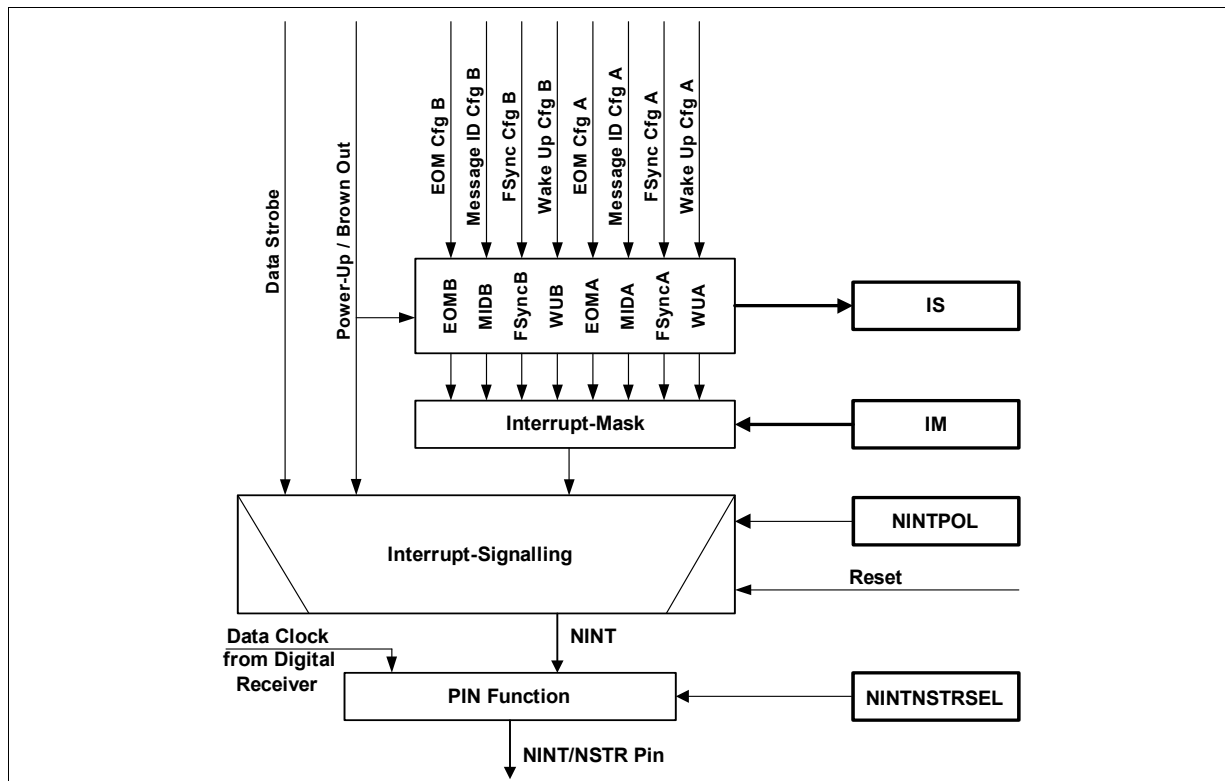 Data Strobe
Power-Up / Brown Out
EOM Cfg B
Message ID Cfg B
FSync Cfg B
Wake Up Cfg B
EOM Cfg A
Message ID Cfg A
FSync Cfg A
Wake Up Cfg A
EOMB
MIDB
FSyncB
WUB
EOMA
MIDA
FSyncA
WUA
IS
Interrupt-Mask
IM
Interrupt-Signalling
NINTPOL
Reset
NINT
Data Clock
from Digital
Receiver
PIN Function
NINTNSTRSEL
NINT/NSTR Pin